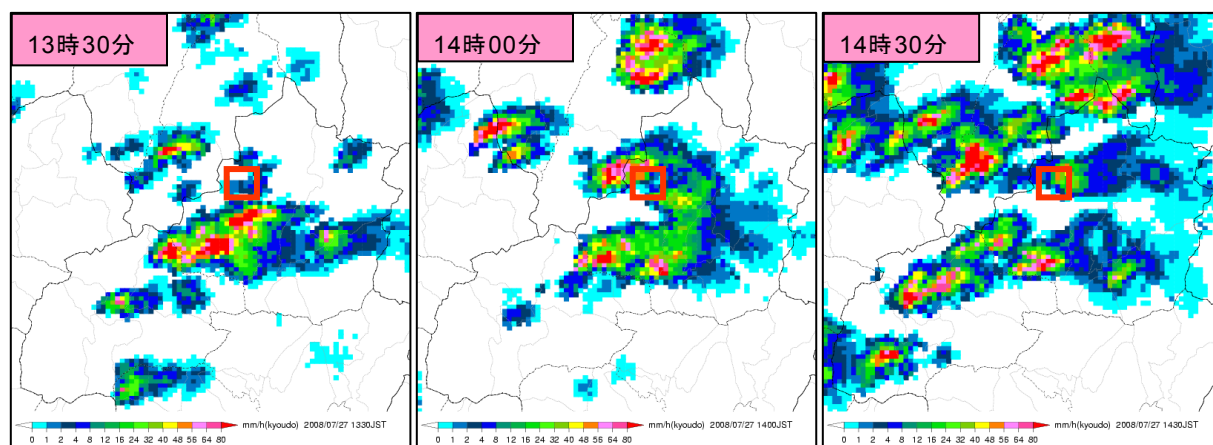 13時30分
14時00分
14時30分
mm/h(kyoudo) 2008/07/27 1330JST
0 1 2 4 8 12 16 24 32 40 48 56 64 80
mm/h(kyoudo) 2008/07/27 1400JST
0 1 2 4 8 12 16 24 32 40 48 56 64 80
mm/h(kyoudo) 2008/07/27 1430JST
0 1 2 4 8 12 16 24 32 40 48 56 64 80